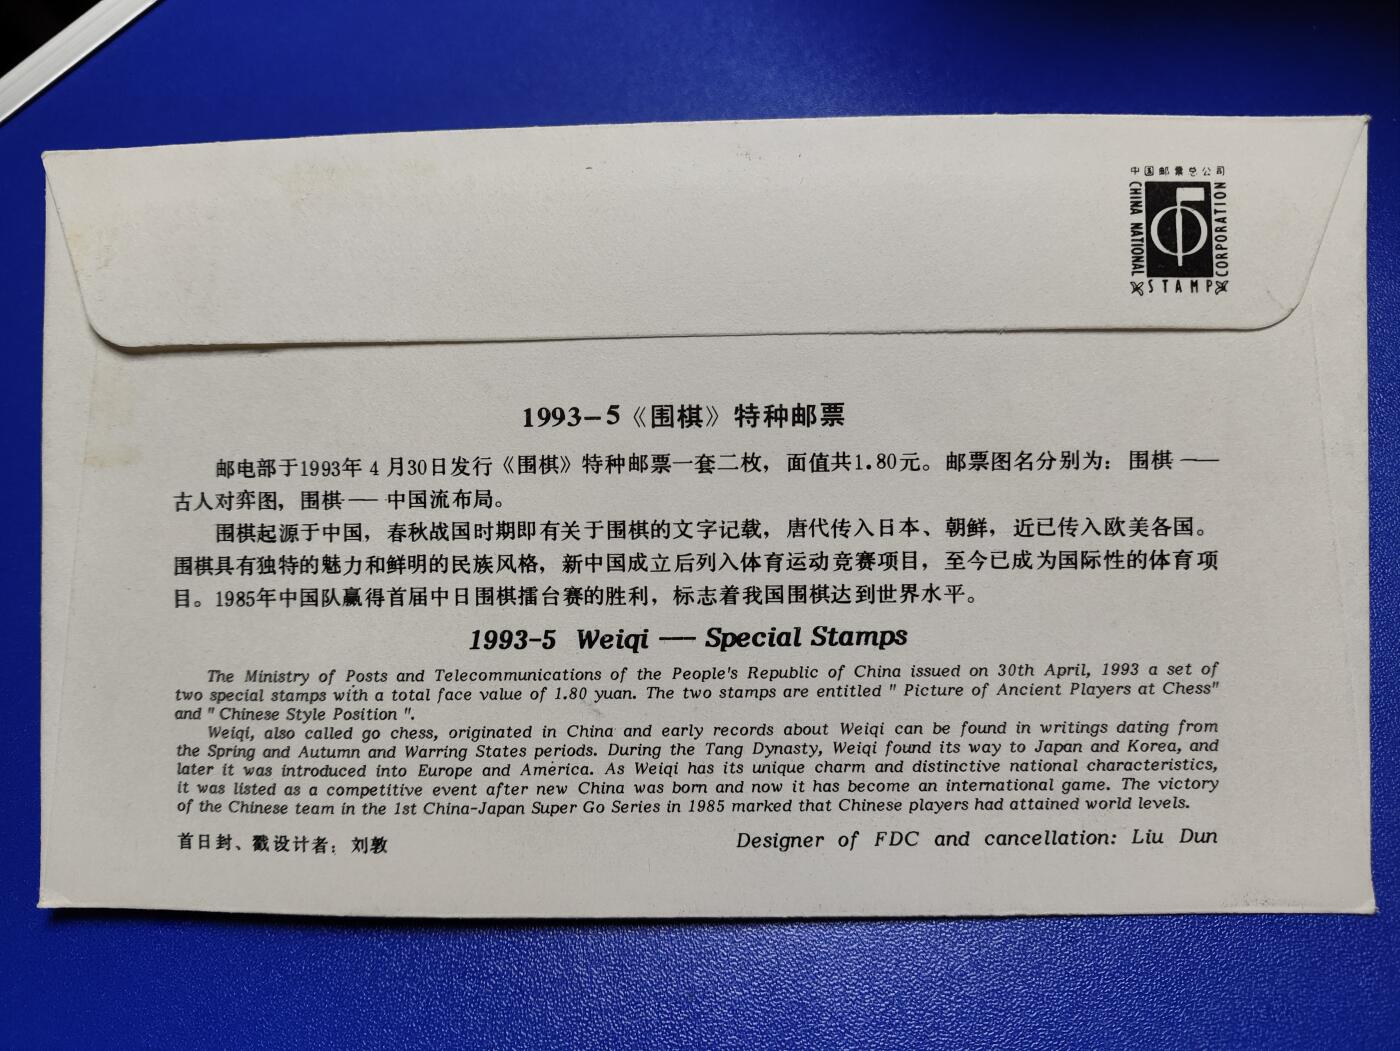 中国邮票总公司
CHINA NATIONAL
STAMP
CORPORATION
1993-5《围棋》特种邮票
邮电部于1993年4月30日发行《围棋》特种邮票一套二枚，面值共1.80元。邮票图名分别为：围棋——
古人对弈图，围棋——中国流布局。
围棋起源于中国，春秋战国时期即有关于围棋的文字记载，唐代传入日本、朝鲜，近已传入欧美各国。
围棋具有独特的魅力和鲜明的民族风格，新中国成立后列入体育运动竞赛项目，至今已成为国际性的体育项
目。1985年中国队赢得首届中日围棋擂台赛的胜利，标志着我国围棋达到世界水平。
1993-5 Weiqi — Special Stamps
The Ministry of Posts and Telecommunications of the People's Republic of China issued on 30th April, 1993 a set of
two special stamps with a total face value of 1.80 yuan. The two stamps are entitled " Picture of Ancient Players at Chess"
and " Chinese Style Position ".
Weiqi, also called go chess, originated in China and early records about Weiqi can be found in writings dating from
the Spring and Autumn and Warring States periods. During the Tang Dynasty, Weiqi found its way to Japan and Korea, and
later it was introduced into Europe and America. As Weiqi has its unique charm and distinctive national characteristics,
it was listed as a competitive event after new China was born and now it has become an international game. The victory
of the Chinese team in the 1st China-Japan Super Go Series in 1985 marked that Chinese players had attained world levels.
首日封、戳设计者：刘敦
Designer of FDC and cancellation: Liu Dun